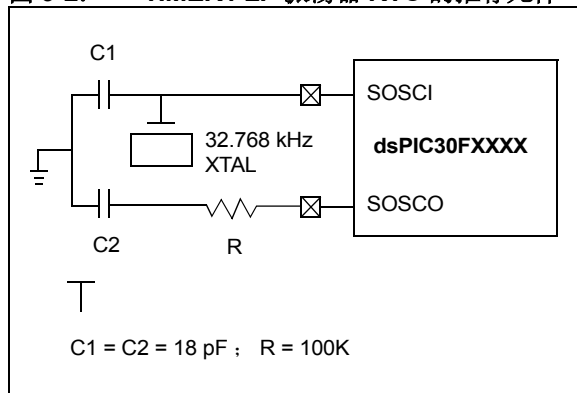 C1
SOSCI
32.768 kHz
XTAL
dsPIC30FXXXX
SOSCO
C2
R
C1 = C2 = 18 pF ； R = 100K